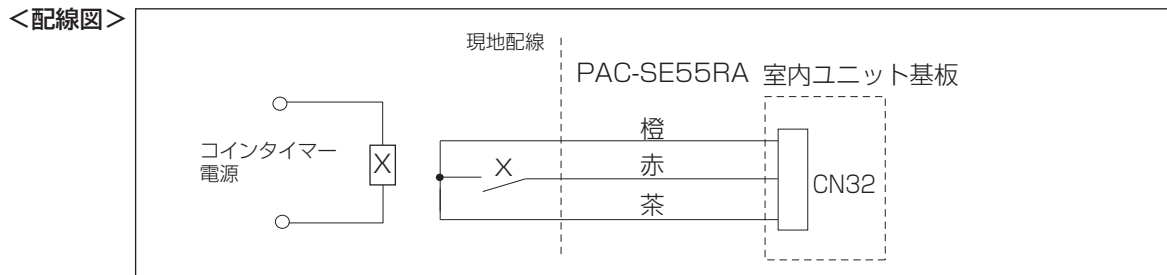 ＜配線図＞
現地配線
PAC-SE55RA 室内ユニット基板
コインタイマー
電源
X
橙
X
赤
茶
CN32